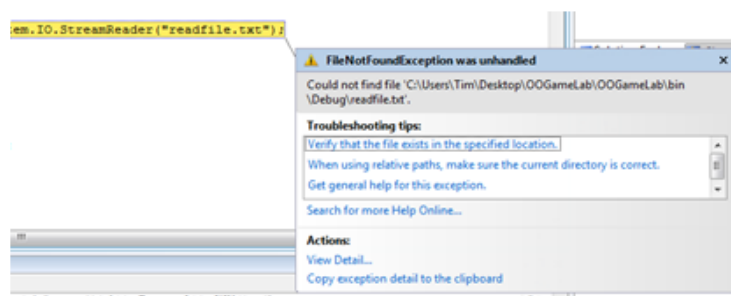 em.IO.StreamReader("readfile.txt");
FileNotFoundException was unhandled
Could not find file 'C:\Users\Tim\Desktop\OOGameLab\OOGameLab\bin
\Debug\readfile.txt'.
Troubleshooting tips:
Verify that the file exists in the specified location.
When using relative paths, make sure the current directory is correct.
Get general help for this exception.
Search for more Help Online...
Actions:
View Detail...
Copy exception detail to the clipboard